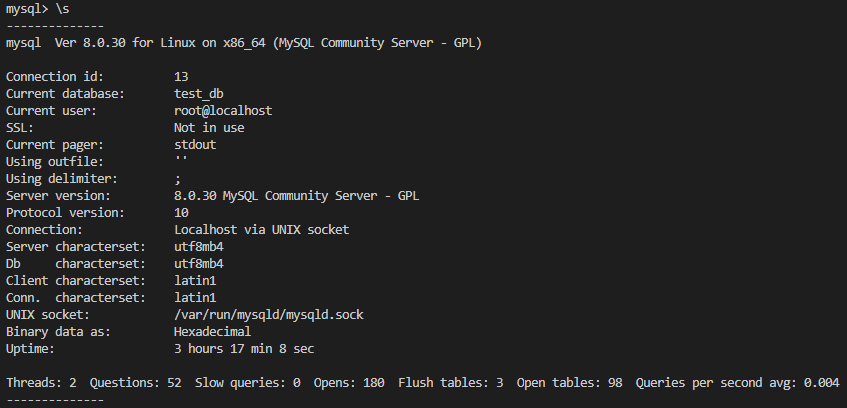 mysql> \s
--------------
mysql  Ver 8.0.30 for Linux on x86_64 (MySQL Community Server - GPL)
Connection id:          13
Current database:       test_db
Current user:           root@localhost
SSL:                    Not in use
Current pager:          stdout
Using outfile:          ''
Using delimiter:        ;
Server version:         8.0.30 MySQL Community Server - GPL
Protocol version:       10
Connection:             Localhost via UNIX socket
Server characterset:    utf8mb4
Db     characterset:    utf8mb4
Client characterset:    latin1
Conn.  characterset:    latin1
UNIX socket:            /var/run/mysqld/mysqld.sock
Binary data as:         Hexadecimal
Uptime:                 3 hours 17 min 8 sec
Threads: 2  Questions: 52  Slow queries: 0  Opens: 180  Flush tables: 3  Open tables: 98  Queries per second avg: 0.004
--------------